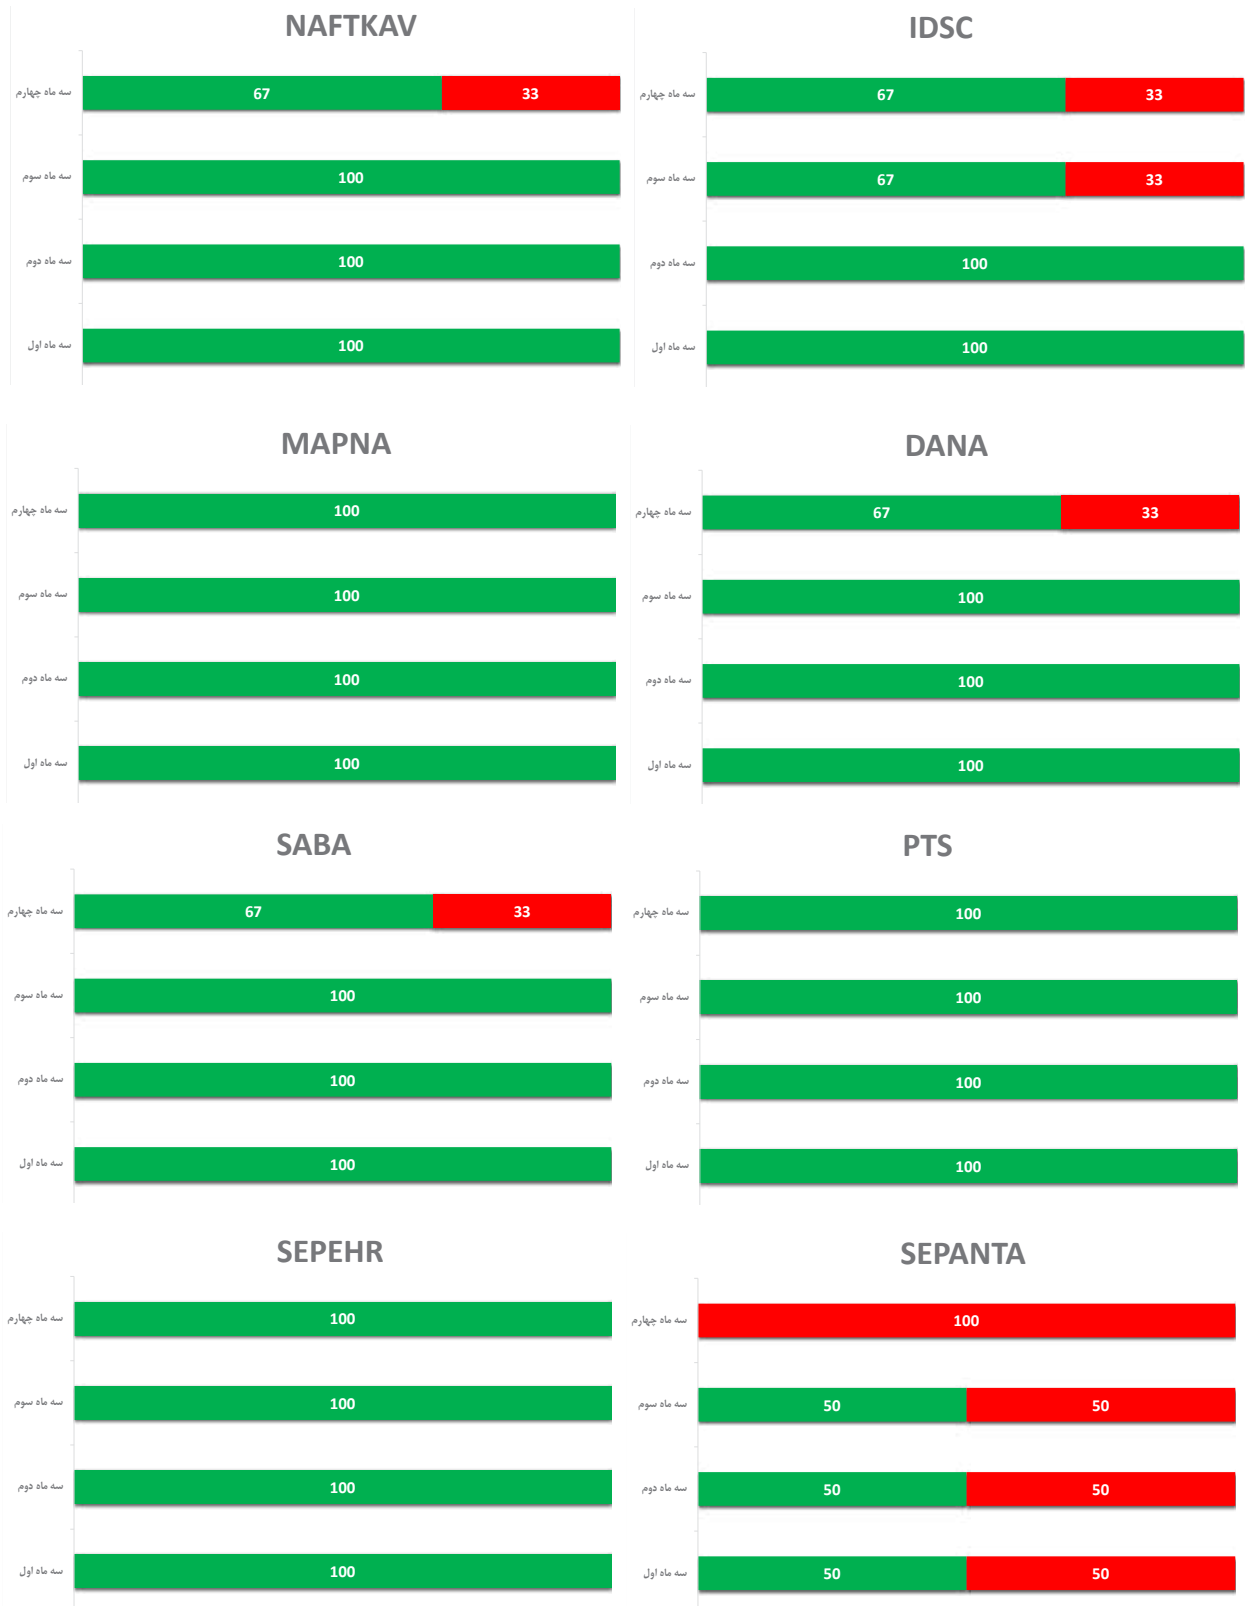 NAFTKAV
سه ماه چهارم
67 33
سه ماه سوم
100
سه ماه دوم
100
سه ماه اول
100
IDSC
سه ماه چهارم
67 33
سه ماه سوم
67 33
سه ماه دوم
100
سه ماه اول
100
MAPNA
سه ماه چهارم
100
سه ماه سوم
100
سه ماه دوم
100
سه ماه اول
100
DANA
سه ماه چهارم
67 33
سه ماه سوم
100
سه ماه دوم
100
سه ماه اول
100
SABA
سه ماه چهارم
67 33
سه ماه سوم
100
سه ماه دوم
100
سه ماه اول
100
PTS
سه ماه چهارم
100
سه ماه سوم
100
سه ماه دوم
100
سه ماه اول
100
SEPEHR
سه ماه چهارم
100
سه ماه سوم
100
سه ماه دوم
100
سه ماه اول
100
SEPANTA
سه ماه چهارم
100
سه ماه سوم
50 50
سه ماه دوم
50 50
سه ماه اول
50 50